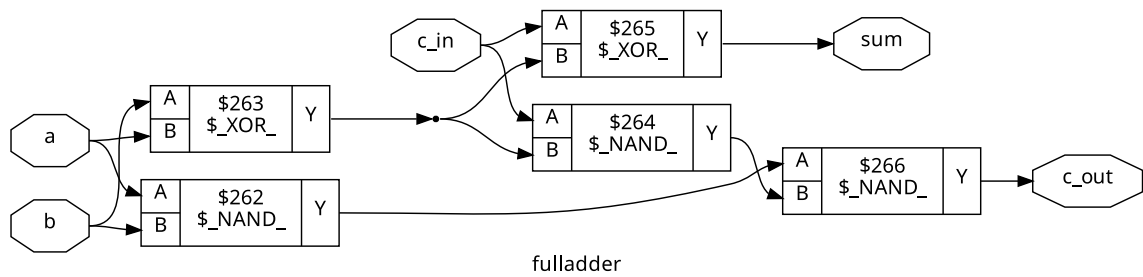 c_in
A
B
$265
$_XOR_
Y
sum
a
A
B
$263
$_XOR_
Y
A
B
$264
$_NAND_
Y
b
A
B
$262
$_NAND_
Y
A
B
$266
$_NAND_
Y
c_out
fulladder